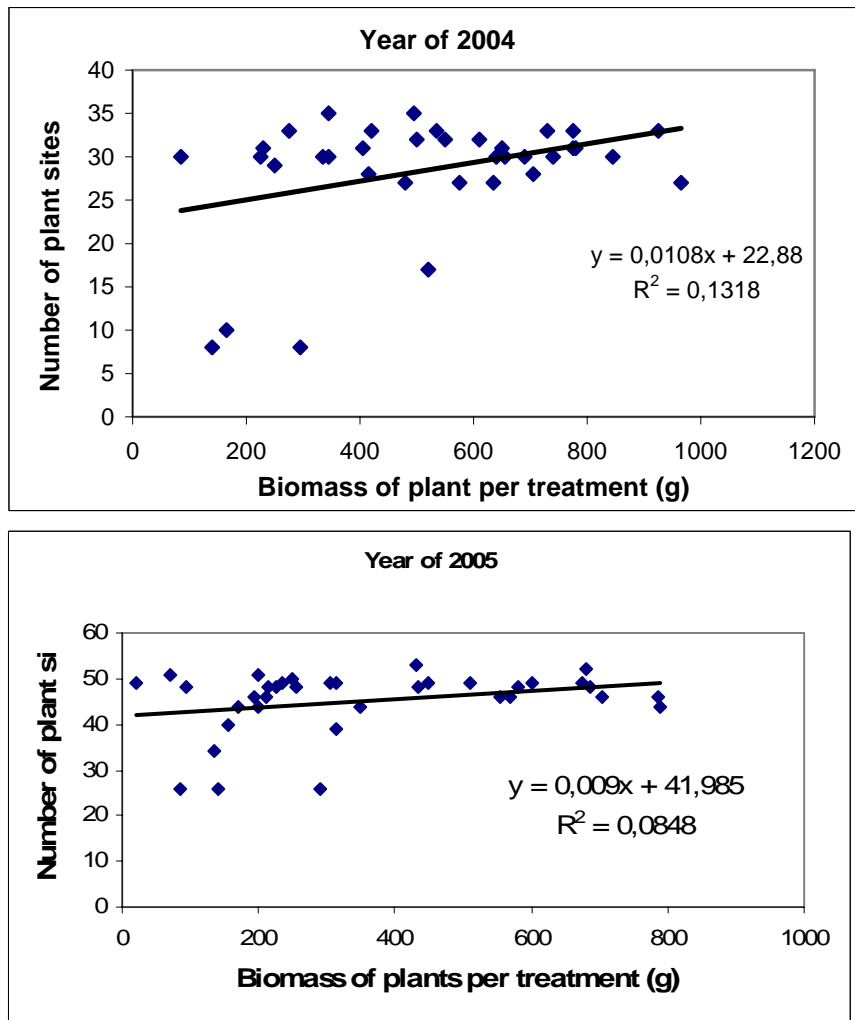 Year of 2004
Number of plant sites
40
35
30
25
20
15
10
5
0
y = 0,0108x + 22,88
R² = 0,1318
0 200 400 600 800 1000 1200
Biomass of plant per treatment (g)
Year of 2005
Number of plant si
60
50
40
30
20
10
0
y = 0,009x + 41,985
R² = 0,0848
0 200 400 600 800 1000
Biomass of plants per treatment (g)